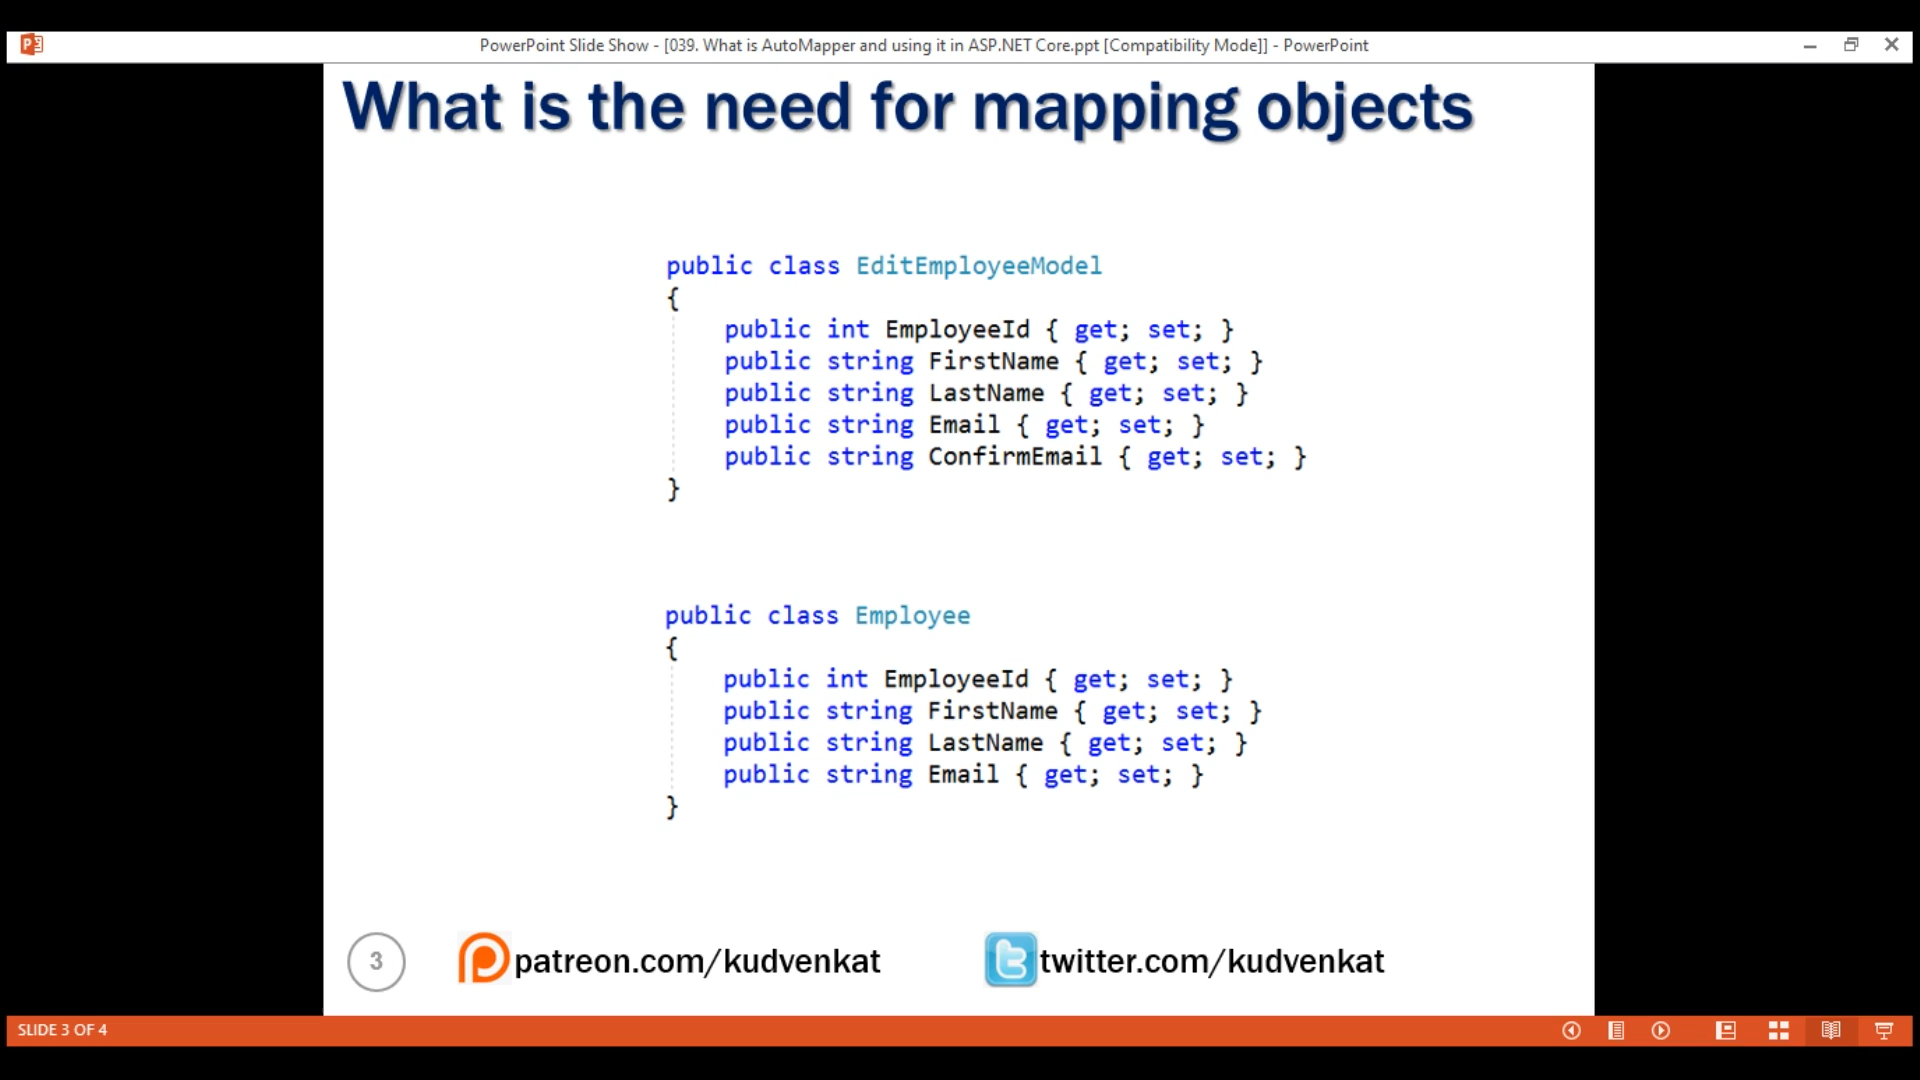 PowerPoint Slide Show - [039. What is AutoMapper and using it in ASP.NET Core.ppt [Compatibility Mode]] - PowerPoint
What is the need for mapping objects
public class EditEmployeeModel
{
public int EmployeeId { get; set; }
public string FirstName { get; set; }
public string LastName { get; set; }
public string Email { get; set; }
public string ConfirmEmail { get; set; }
}
public class Employee
{
public int EmployeeId { get; set; }
public string FirstName { get; set; }
public string LastName { get; set; }
public string Email { get; set; }
}
3 patreon.com/kudvenkat twitter.com/kudvenkat
SLIDE 3 OF 4